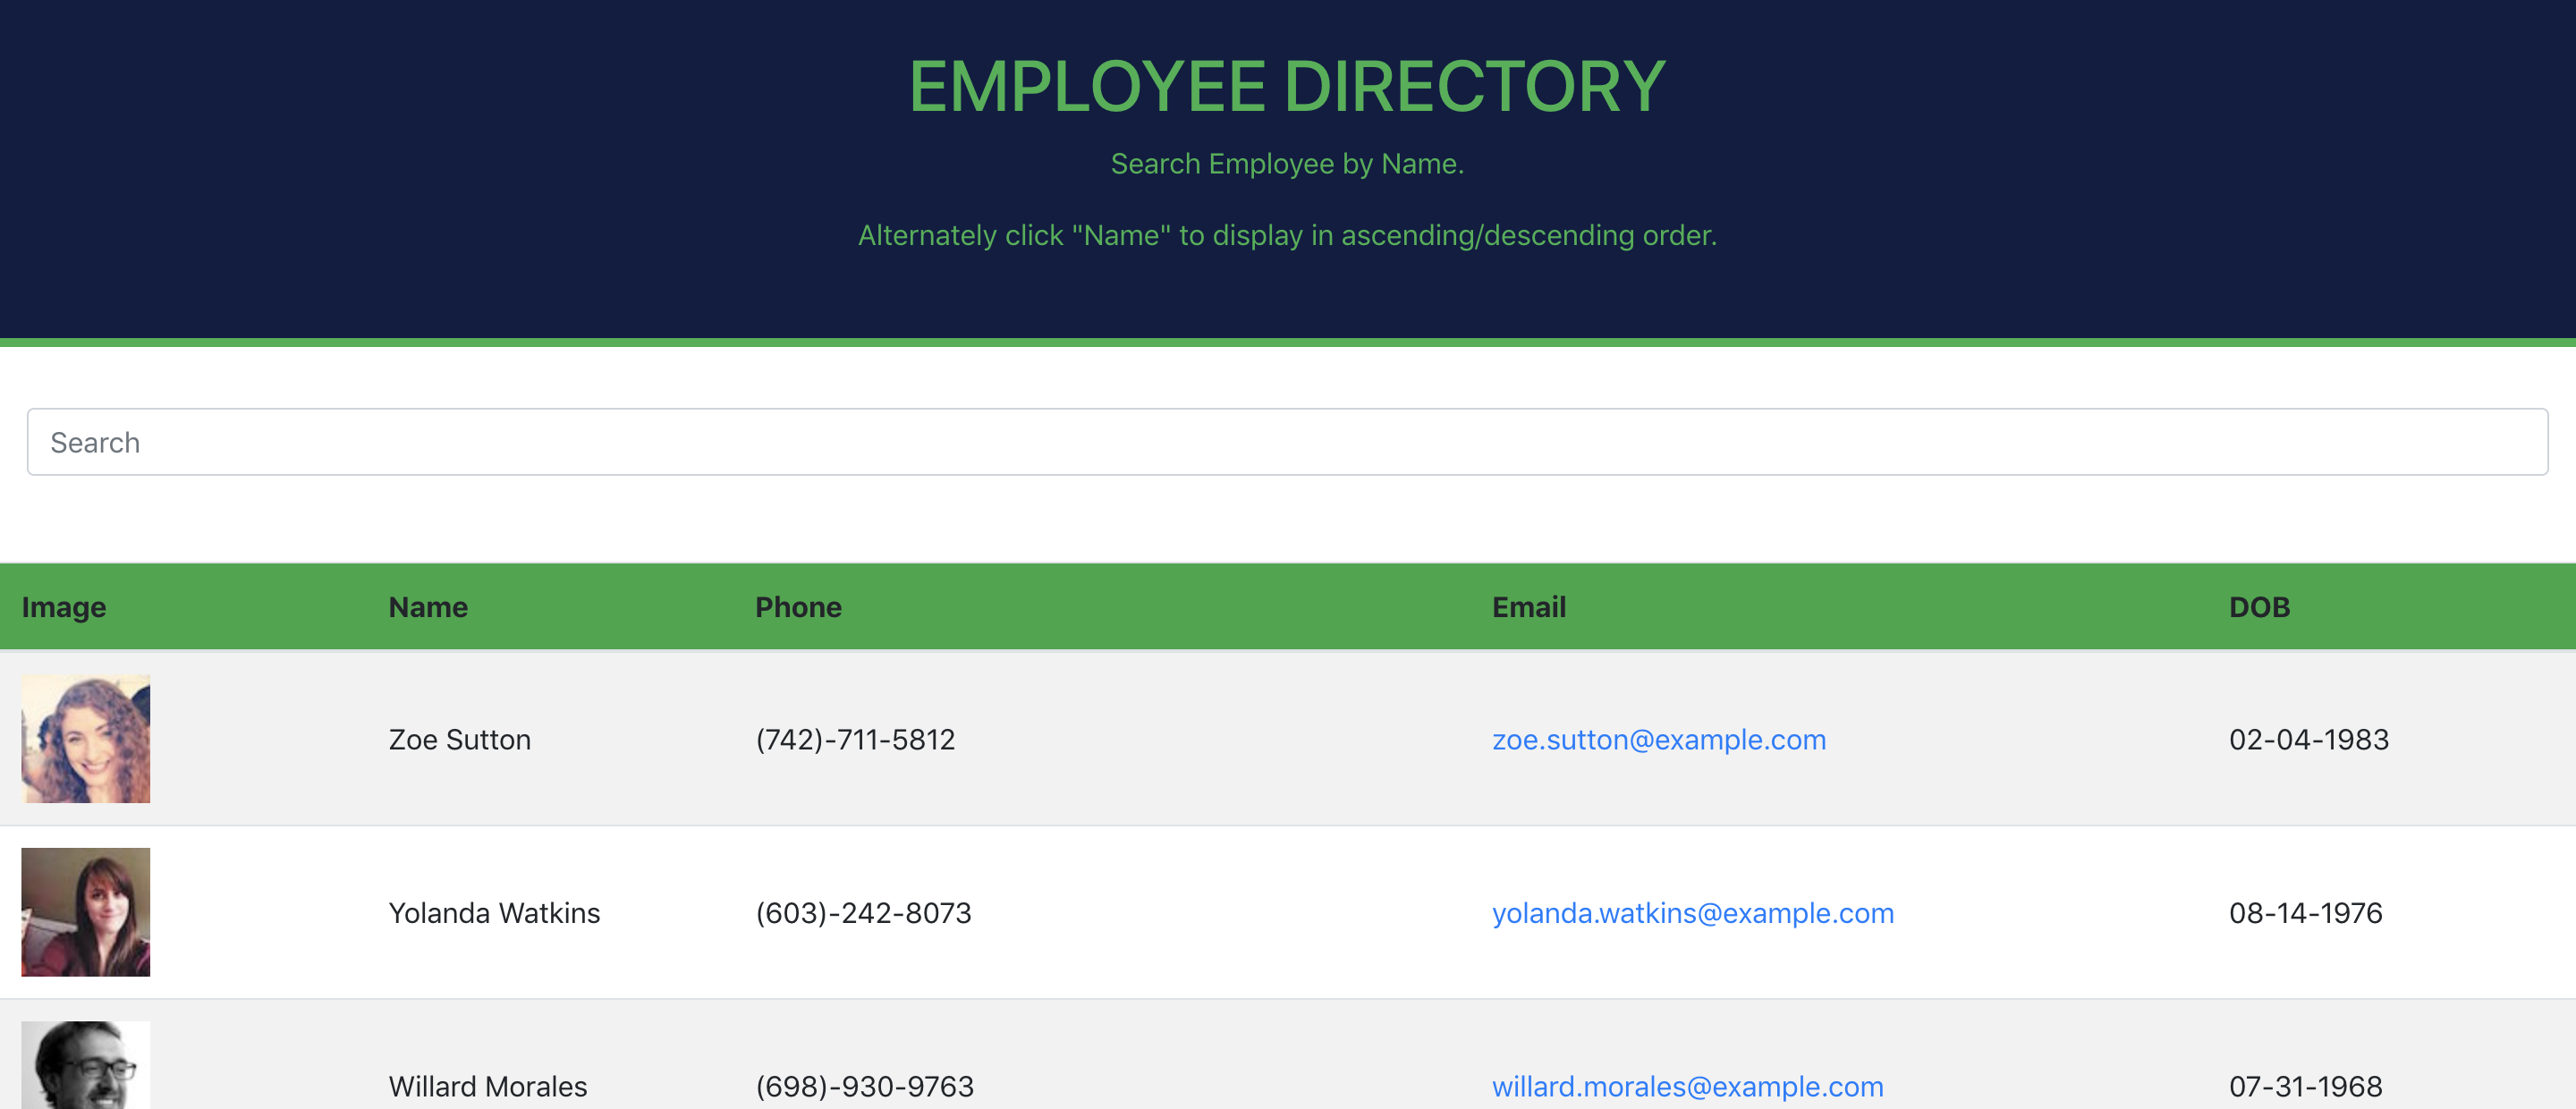 EMPLOYEE DIRECTORY
Search Employee by Name.
Alternately click "Name" to display in ascending/descending order.
Search
Image Name Phone Email DOB
Zoe Sutton (742)-711-5812 zoe.sutton@example.com 02-04-1983
Yolanda Watkins (603)-242-8073 yolanda.watkins@example.com 08-14-1976
Willard Morales (698)-930-9763 willard.morales@example.com 07-31-1968